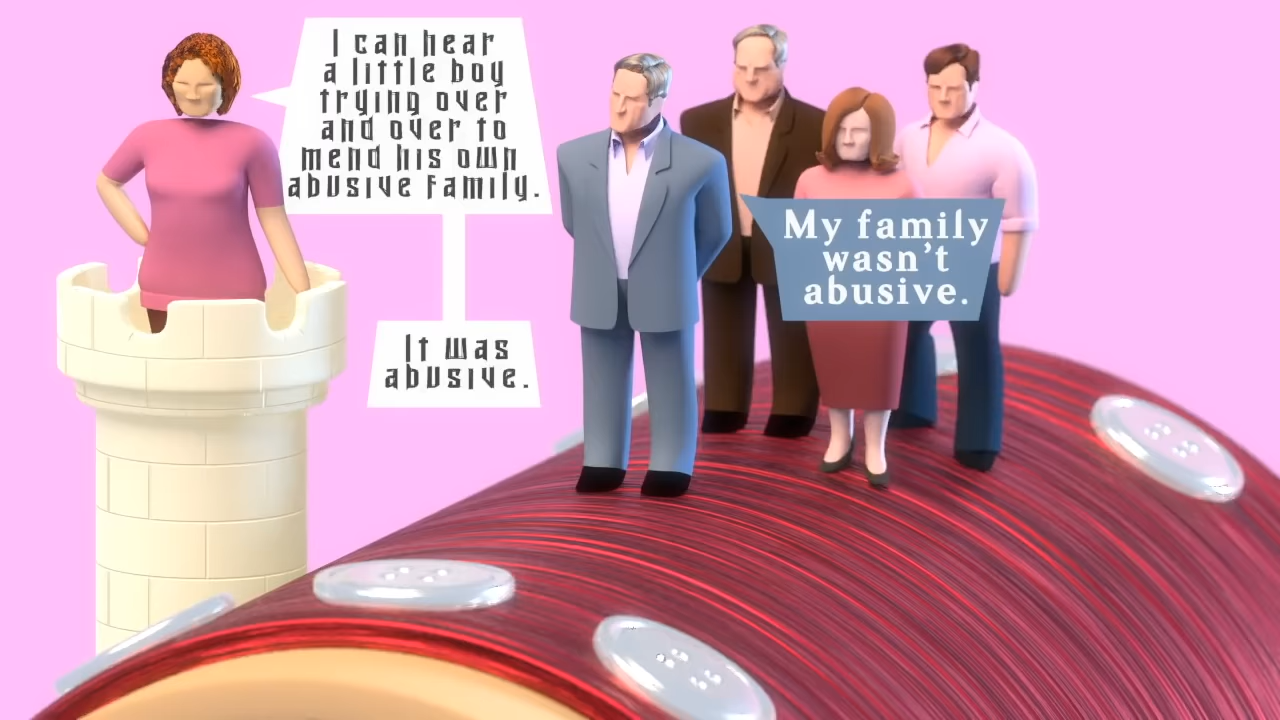 I can hear
a little boy
trying over
and over to
mend his own
abusive family.
It was
abusive.
My family
wasn't
abusive.